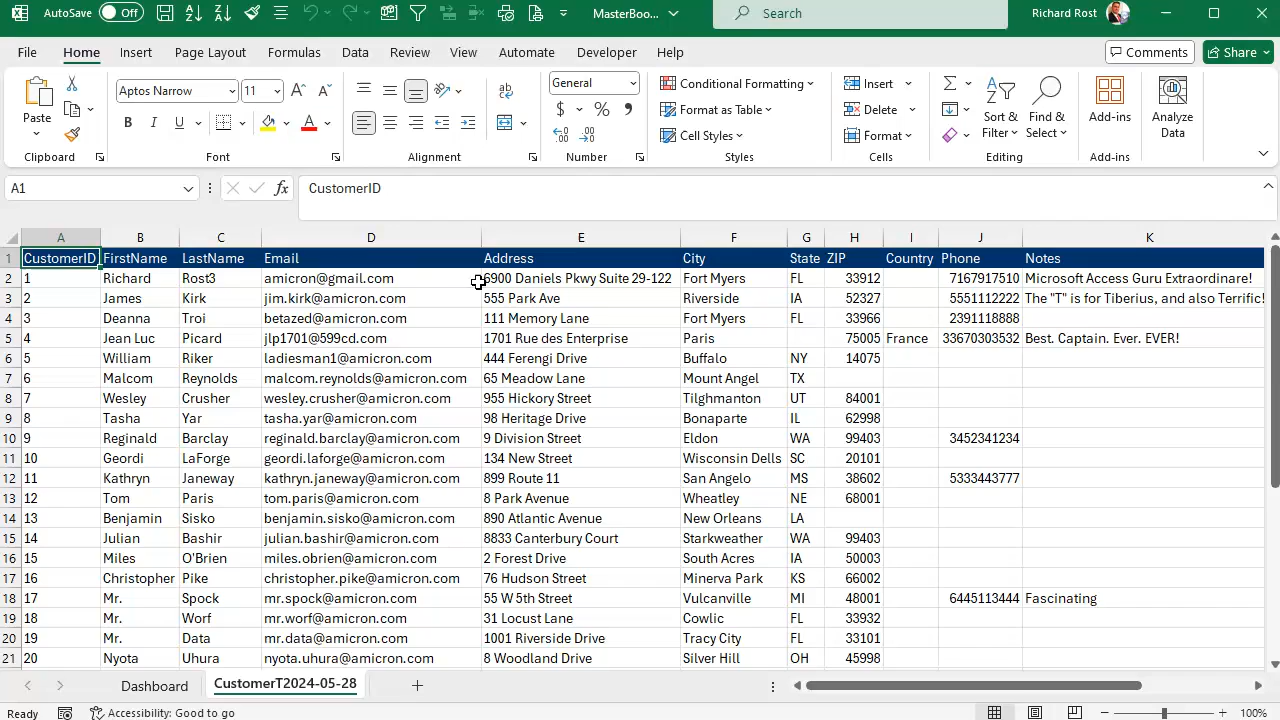 AutoSave Off MasterBoo... Search Richard Rost
File Home Insert Page Layout Formulas Data Review View Automate Developer Help Comments Share
Paste Aptos Narrow 11 General Conditional Formatting Format as Table Cell Styles Insert Delete Format Sort & Filter Find & Select Add-ins Analyze Data
Clipboard Font Alignment Number Styles Cells Editing Add-ins
A1 fx CustomerID
A B C D E F G H I J K
1 CustomerID FirstName LastName Email Address City State ZIP Country Phone Notes
2 1 Richard Rost3 amicron@gmail.com 6900 Daniels Pkwy Suite 29-122 Fort Myers FL 33912 7167917510 Microsoft Access Guru Extraordinare!
3 2 James Kirk jim.kirk@amicron.com 555 Park Ave Riverside IA 52327 5551112222 The "T" is for Tiberius, and also Terrific!
4 3 Deanna Troi betazed@amicron.com 111 Memory Lane Fort Myers FL 33966 2391118888
5 4 Jean Luc Picard jlp1701@599cd.com 1701 Rue des Enterprise Paris 75005 France 33670303532 Best. Captain. Ever. EVER!
6 5 William Riker ladiesman1@amicron.com 444 Ferengi Drive Buffalo NY 14075
7 6 Malcom Reynolds malcom.reynolds@amicron.com 65 Meadow Lane Mount Angel TX
8 7 Wesley Crusher wesley.crusher@amicron.com 955 Hickory Street Tilghmanton UT 84001
9 8 Tasha Yar tasha.yar@amicron.com 98 Heritage Drive Bonaparte IL 62998
10 9 Reginald Barclay reginald.barclay@amicron.com 9 Division Street Eldon WA 99403 3452341234
11 10 Geordi LaForge geordi.laforge@amicron.com 134 New Street Wisconsin Dells SC 20101
12 11 Kathryn Janeway kathryn.janeway@amicron.com 899 Route 11 San Angelo MS 38602 5333443777
13 12 Tom Paris tom.paris@amicron.com 8 Park Avenue Wheatley NE 68001
14 13 Benjamin Sisko benjamin.sisko@amicron.com 890 Atlantic Avenue New Orleans LA
15 14 Julian Bashir julian.bashir@amicron.com 8833 Canterbury Court Starkweather WA 99403
16 15 Miles O'Brien miles.obrien@amicron.com 2 Forest Drive South Acres IA 50003
17 16 Christopher Pike christopher.pike@amicron.com 76 Hudson Street Minerva Park KS 66002
18 17 Mr. Spock mr.spock@amicron.com 55 W 5th Street Vulcanville MI 48001 6445113444 Fascinating
19 18 Mr. Worf mr.worf@amicron.com 31 Locust Lane Cowlic FL 33932
20 19 Mr. Data mr.data@amicron.com 1001 Riverside Drive Tracy City FL 33101
21 20 Nyota Uhura nyota.uhura@amicron.com 8 Woodland Drive Silver Hill OH 45998
Dashboard CustomerT2024-05-28
Ready Accessibility: Good to go 100%